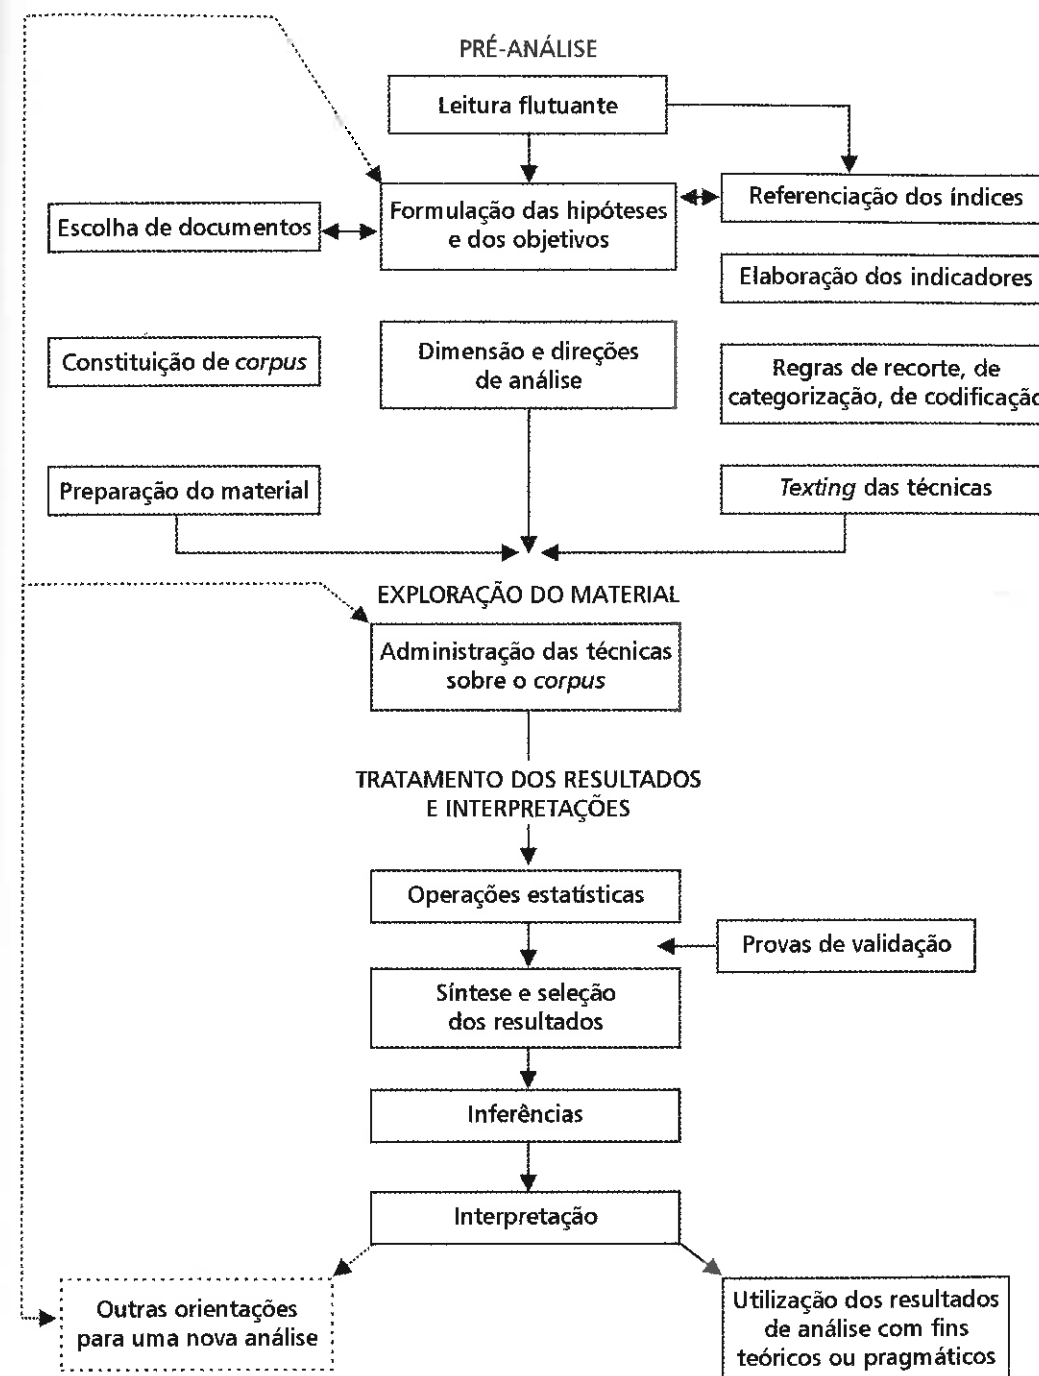 PRÉ-ANÁLISE
Leitura flutuante
Formulação das hipóteses
e dos objetivos
Referenciação dos índices
Escolha de documentos
Elaboração dos indicadores
Constituição de corpus
Dimensão e direções
de análise
Regras de recorte, de
categorização, de codificação
Preparação do material
Texting das técnicas
EXPLORAÇÃO DO MATERIAL
Administração das técnicas
sobre o corpus
TRATAMENTO DOS RESULTADOS
E INTERPRETAÇÕES
Operações estatísticas
Provas de validação
Síntese e seleção
dos resultados
Inferências
Interpretação
Outras orientações
para uma nova análise
Utilização dos resultados
de análise com fins
teóricos ou pragmáticos